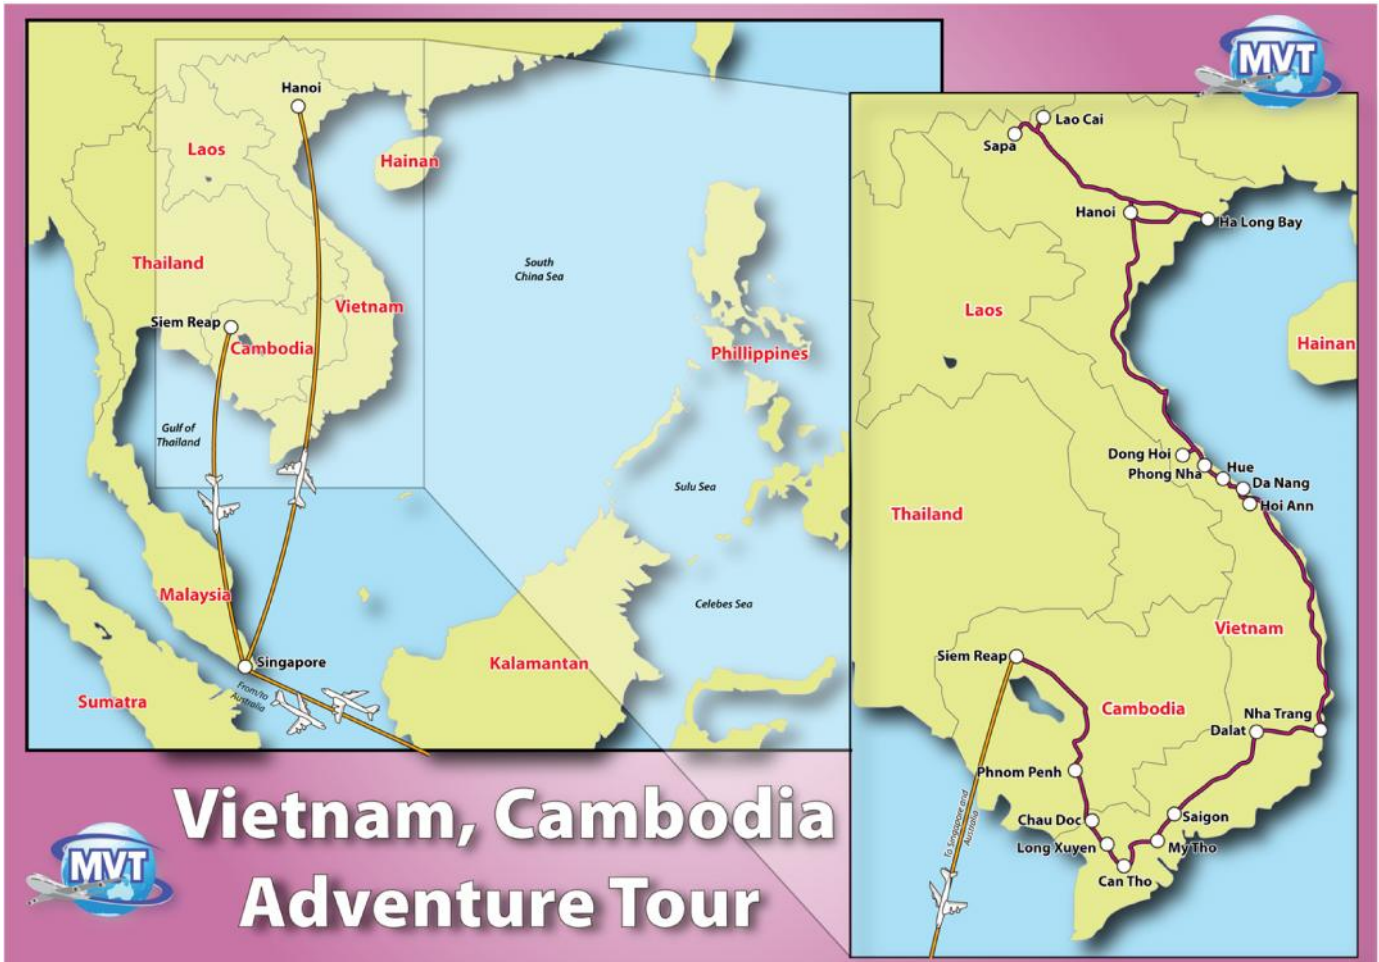 MVT
Hanoi
Laos
Hainan
Thailand
South
China Sea
Vietnam
Siem Reap
Cambodia
Phillippines
Gulf of
Thailand
Sulu Sea
Malaysia
Celebes Sea
Singapore
Kalamantan
From/to
Australia
Sumatra
Lao Cai
Sapa
Hanoi
Ha Long Bay
Laos
Hainan
Dong Hoi
Phong Nha
Hue
Da Nang
Hoi Ann
Thailand
Vietnam
Siem Reap
Cambodia
Nha Trang
Dalat
Phnom Penh
To Singapore and
Australia
Chau Doc
Saigon
Long Xuyen
My Tho
Can Tho
Vietnam, Cambodia
Adventure Tour
MVT